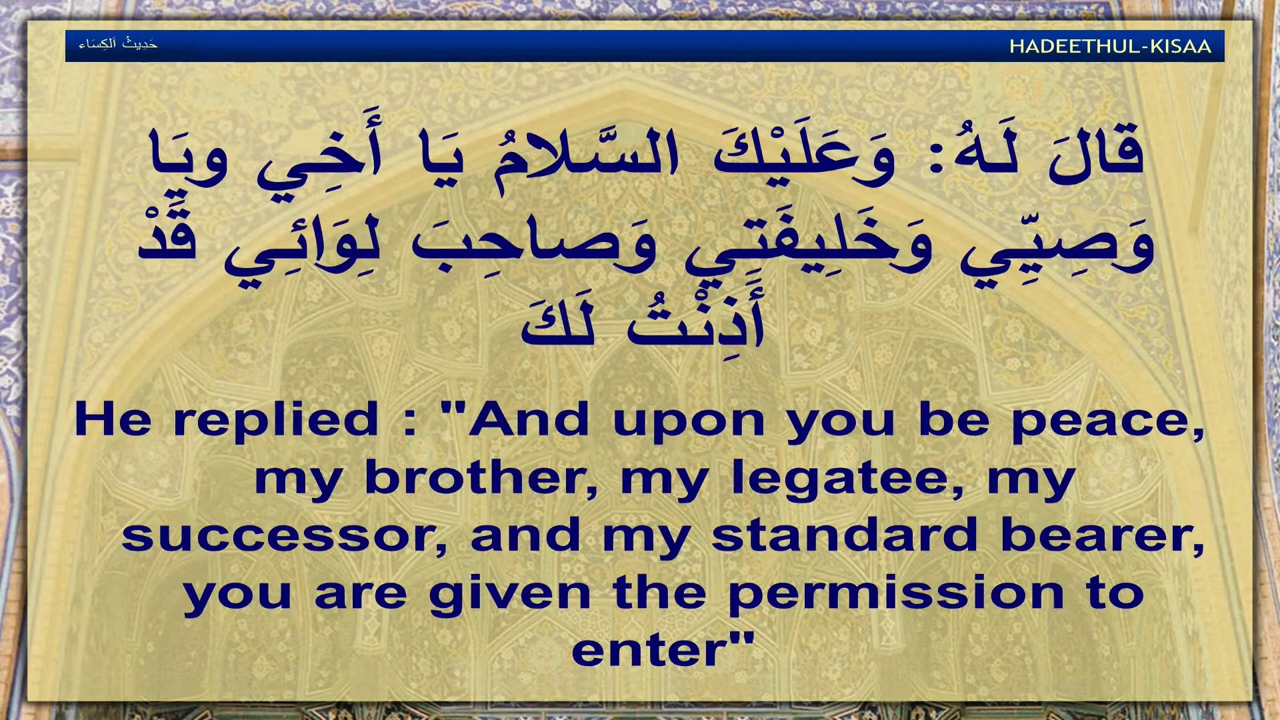 حَدِيثُ اَلكِسَاء
HADEETHUL-KISAA
قالَ لَهُ: وَعَلَيْكَ السَّلامُ يَا أَخِي ويَا
وَصِيِّي وَخَلِيفَتِي وَصاحِبَ لِوَائِي قَدْ
أَذِنْتُ لَكَ
He replied : "And upon you be peace,
my brother, my legatee, my
successor, and my standard bearer,
you are given the permission to
enter"